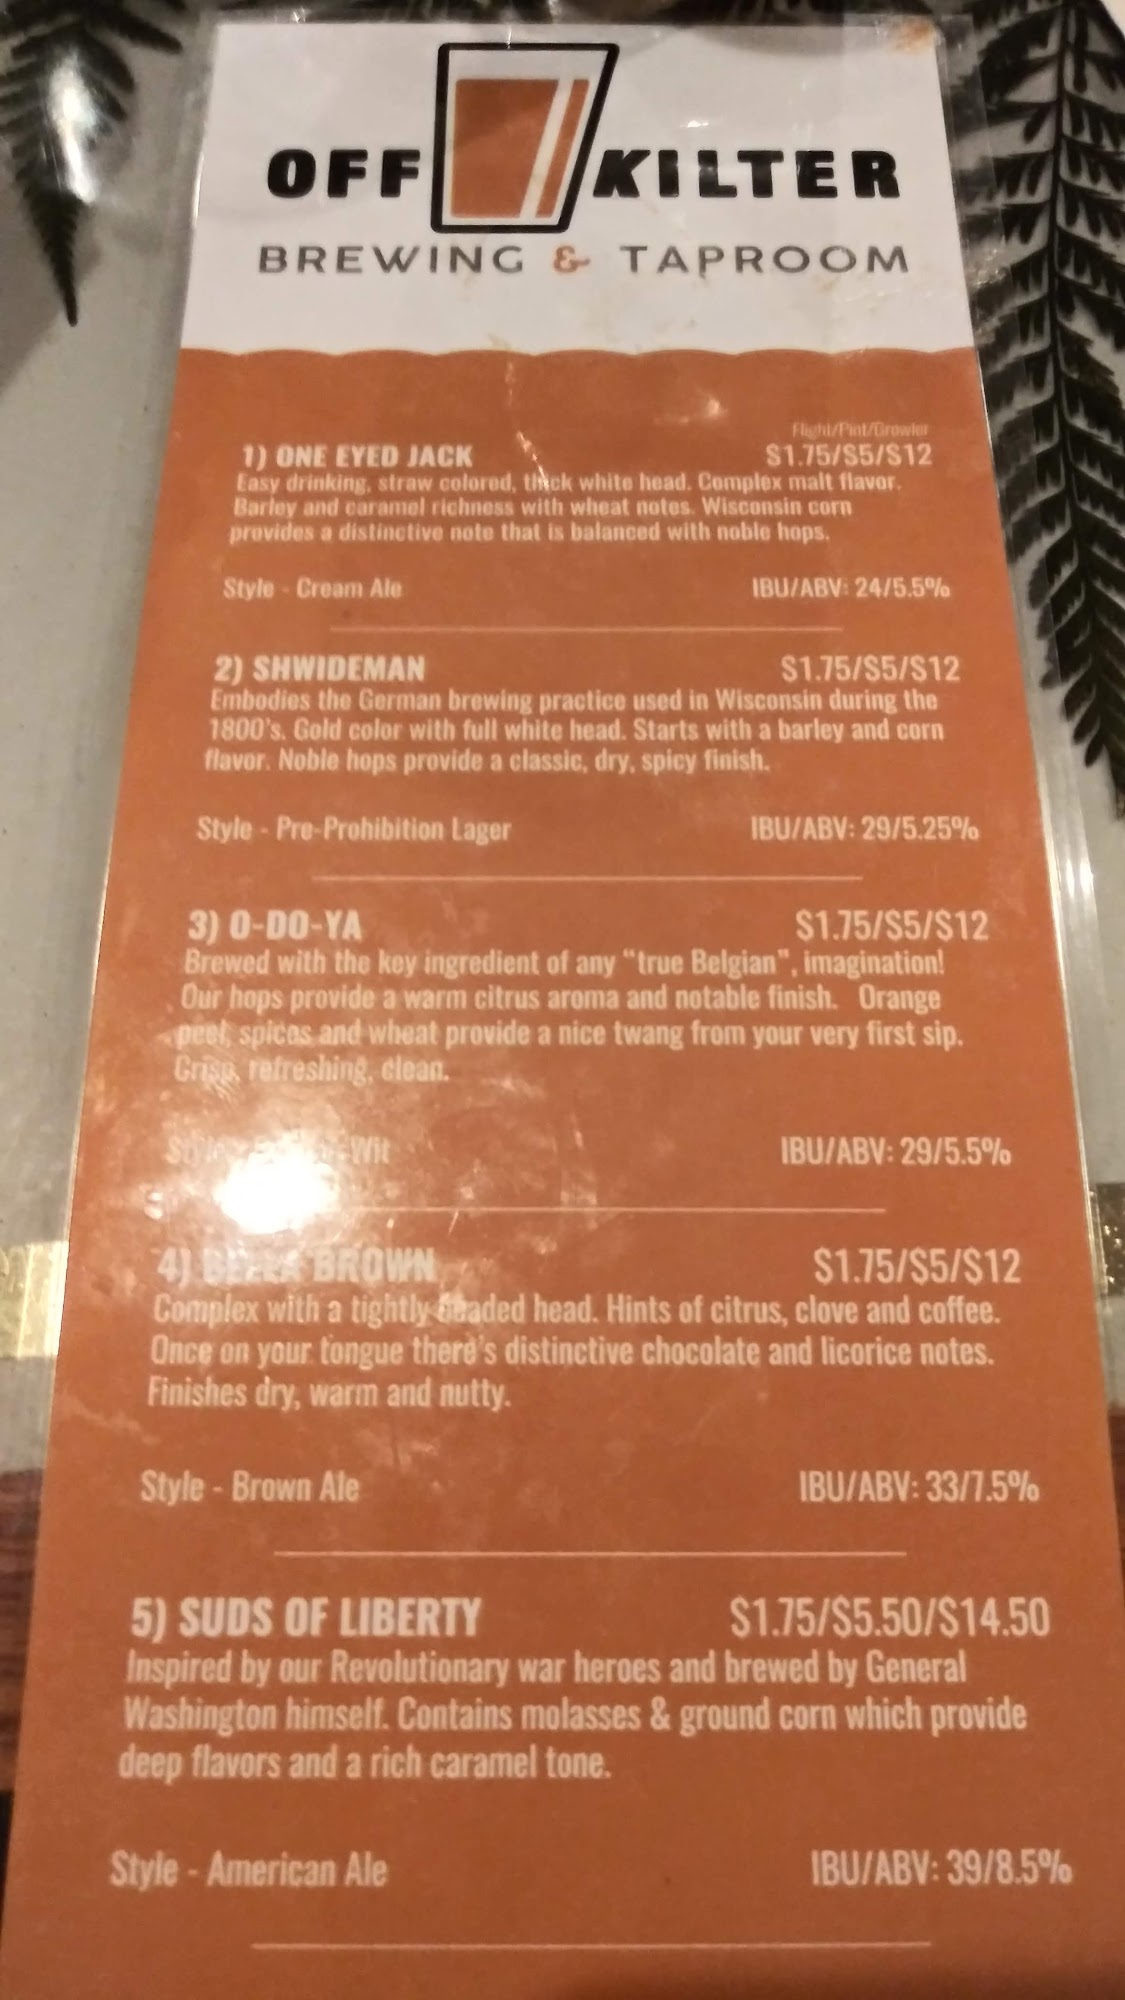 OFF KILTER
BREWING & TAPROOM
Flight/Pint/Growler
1) ONE EYED JACK $1.75/$5/$12
Easy drinking, straw colored, thick white head. Complex malt flavor.
Barley and caramel richness with wheat notes. Wisconsin corn
provides a distinctive note that is balanced with noble hops.
Style - Cream Ale IBU/ABV: 24/5.5%
2) SHWIDEMAN $1.75/$5/$12
Embodies the German brewing practice used in Wisconsin during the
1800's. Gold color with full white head. Starts with a barley and corn
flavor. Noble hops provide a classic, dry, spicy finish.
Style - Pre-Prohibition Lager IBU/ABV: 29/5.25%
3) O-DO-YA $1.75/$5/$12
Brewed with the key ingredient of any "true Belgian", imagination!
Our hops provide a warm citrus aroma and notable finish. Orange
peel, spices and wheat provide a nice twang from your very first sip.
Crisp, refreshing, clean.
Style Wit IBU/ABV: 29/5.5%
4) BROWN $1.75/$5/$12
Complex with a tightly beaded head. Hints of citrus, clove and coffee.
Once on your tongue there's distinctive chocolate and licorice notes.
Finishes dry, warm and nutty.
Style - Brown Ale IBU/ABV: 33/7.5%
5) SUDS OF LIBERTY $1.75/$5.50/$14.50
Inspired by our Revolutionary war heroes and brewed by General
Washington himself. Contains molasses & ground corn which provide
deep flavors and a rich caramel tone.
Style - American Ale IBU/ABV: 39/8.5%